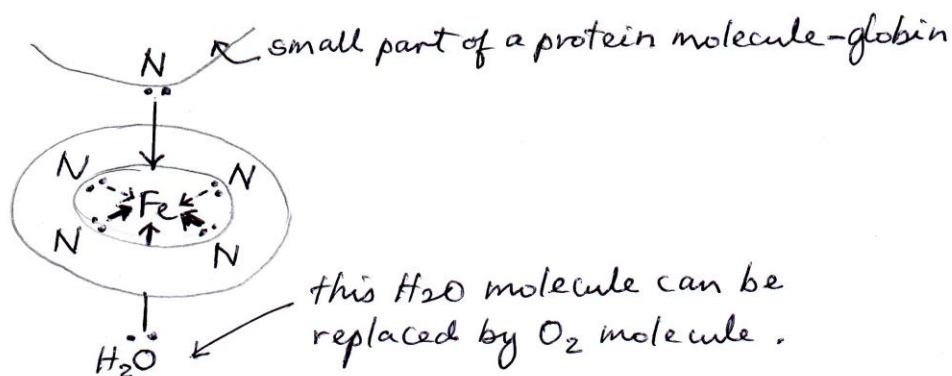 small part of a protein molecule-globin
N
N N
Fe
N N
this H2O molecule can be
replaced by O2 molecule.
H2O